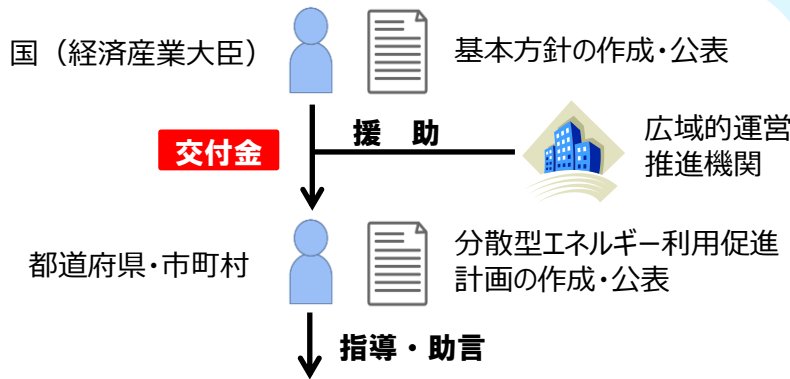 国（経済産業大臣）
基本方針の作成・公表
交付金
援　助
広域的運営
推進機関
都道府県・市町村
分散型エネルギー利用促進
計画の作成・公表
指導・助言